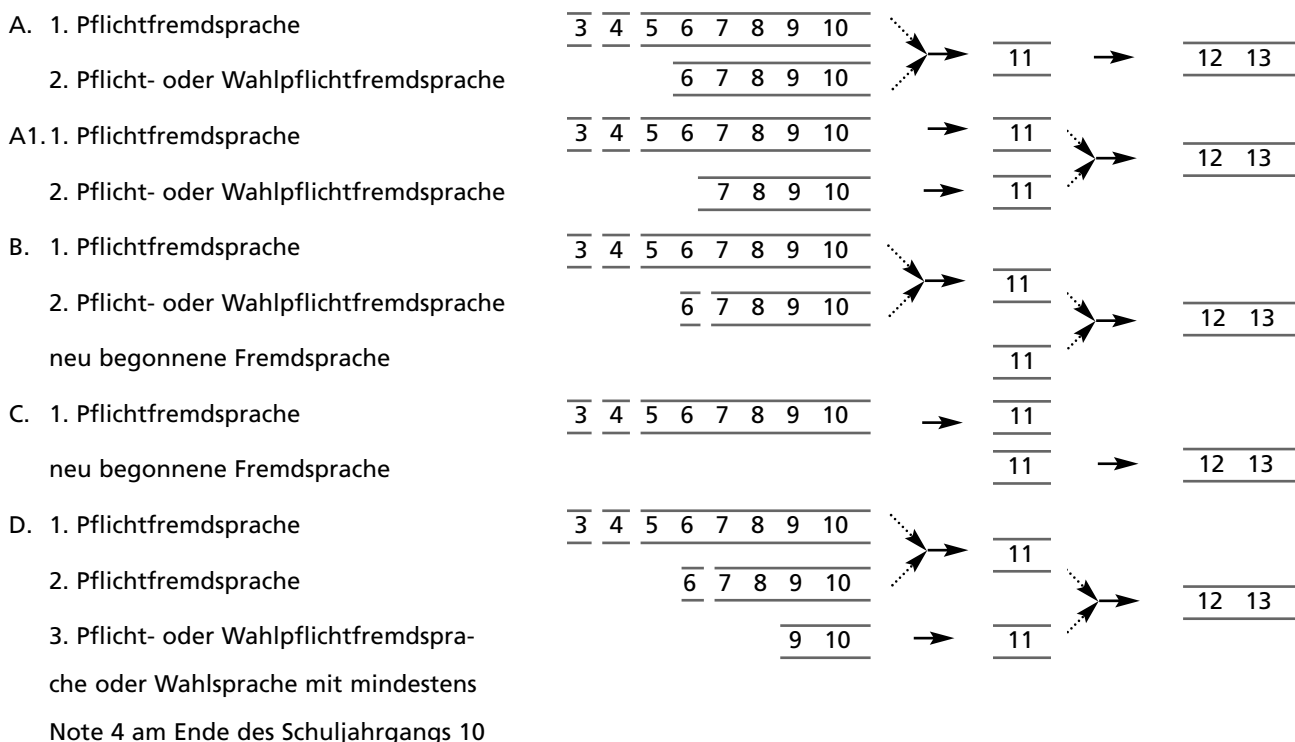 A. 1. Pflichtfremdsprache 3 4 5 6 7 8 9 10
11 12 13
2. Pflicht- oder Wahlpflichtfremdsprache 6 7 8 9 10
A1. 1. Pflichtfremdsprache 3 4 5 6 7 8 9 10 11
12 13
2. Pflicht- oder Wahlpflichtfremdsprache 7 8 9 10 11
B. 1. Pflichtfremdsprache 3 4 5 6 7 8 9 10
11
2. Pflicht- oder Wahlpflichtfremdsprache 6 7 8 9 10
12 13
neu begonnene Fremdsprache 11
C. 1. Pflichtfremdsprache 3 4 5 6 7 8 9 10 11
neu begonnene Fremdsprache 11 12 13
D. 1. Pflichtfremdsprache 3 4 5 6 7 8 9 10
11
2. Pflichtfremdsprache 6 7 8 9 10
12 13
3. Pflicht- oder Wahlpflichtfremdspra- 9 10 11
che oder Wahlsprache mit mindestens
Note 4 am Ende des Schuljahrgangs 10